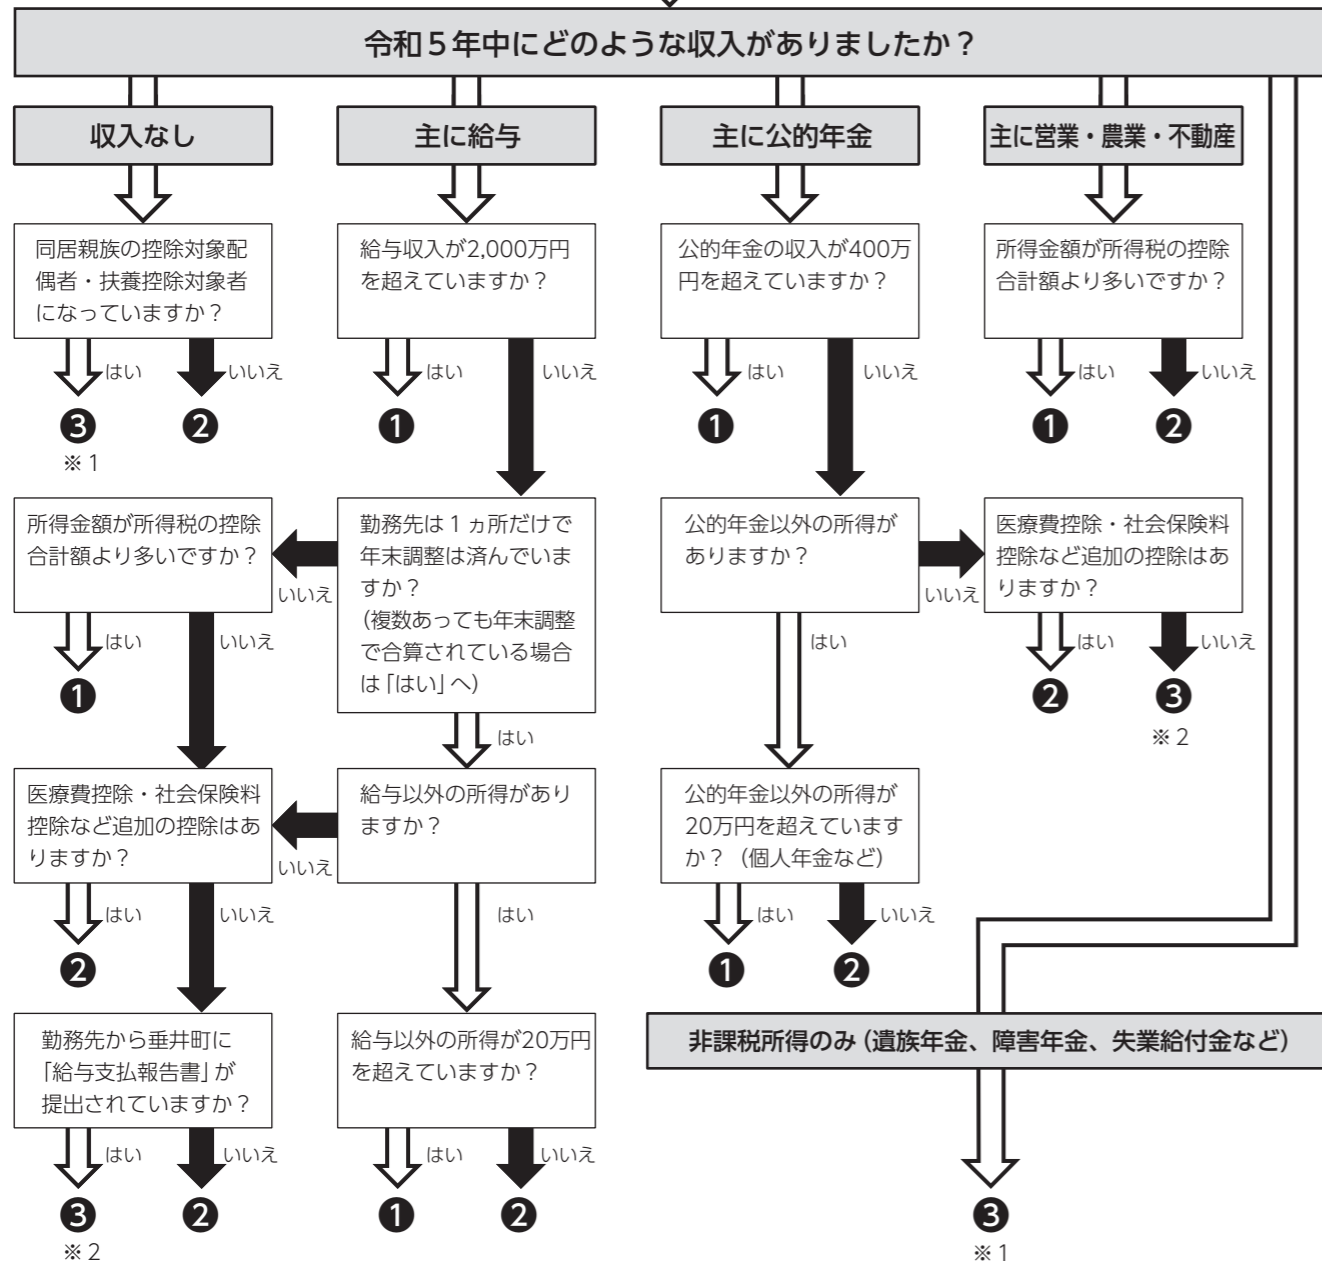 令和5年中にどのような収入がありましたか？
収入なし
主に給与
主に公的年金
主に営業・農業・不動産
同居親族の控除対象配
偶者・扶養控除対象者
になっていますか？
はい
いいえ
❸
❷
※1
給与収入が2,000万円
を超えていますか？
はい
いいえ
❶
公的年金の収入が400万
円を超えていますか？
はい
いいえ
❶
所得金額が所得税の控除
合計額より多いですか？
はい
いいえ
❶
❷
所得金額が所得税の控除
合計額より多いですか？
はい
いいえ
❶
勤務先は1ヵ所だけで
年末調整は済んでいま
すか？
（複数あっても年末調整
で合算されている場合
は「はい」へ）
いいえ
はい
公的年金以外の所得が
ありますか？
いいえ
はい
医療費控除・社会保険料
控除など追加の控除はあ
りますか？
はい
いいえ
❷
❸
※2
医療費控除・社会保険料
控除など追加の控除はあ
りますか？
はい
いいえ
❷
給与以外の所得があり
ますか？
いいえ
はい
公的年金以外の所得が
20万円を超えています
か？（個人年金など）
はい
いいえ
❶
❷
勤務先から垂井町に
「給与支払報告書」が
提出されていますか？
はい
いいえ
❸
❷
※2
給与以外の所得が20万円
を超えていますか？
はい
いいえ
❶
❷
非課税所得のみ（遺族年金、障害年金、失業給付金など）
❸
※1